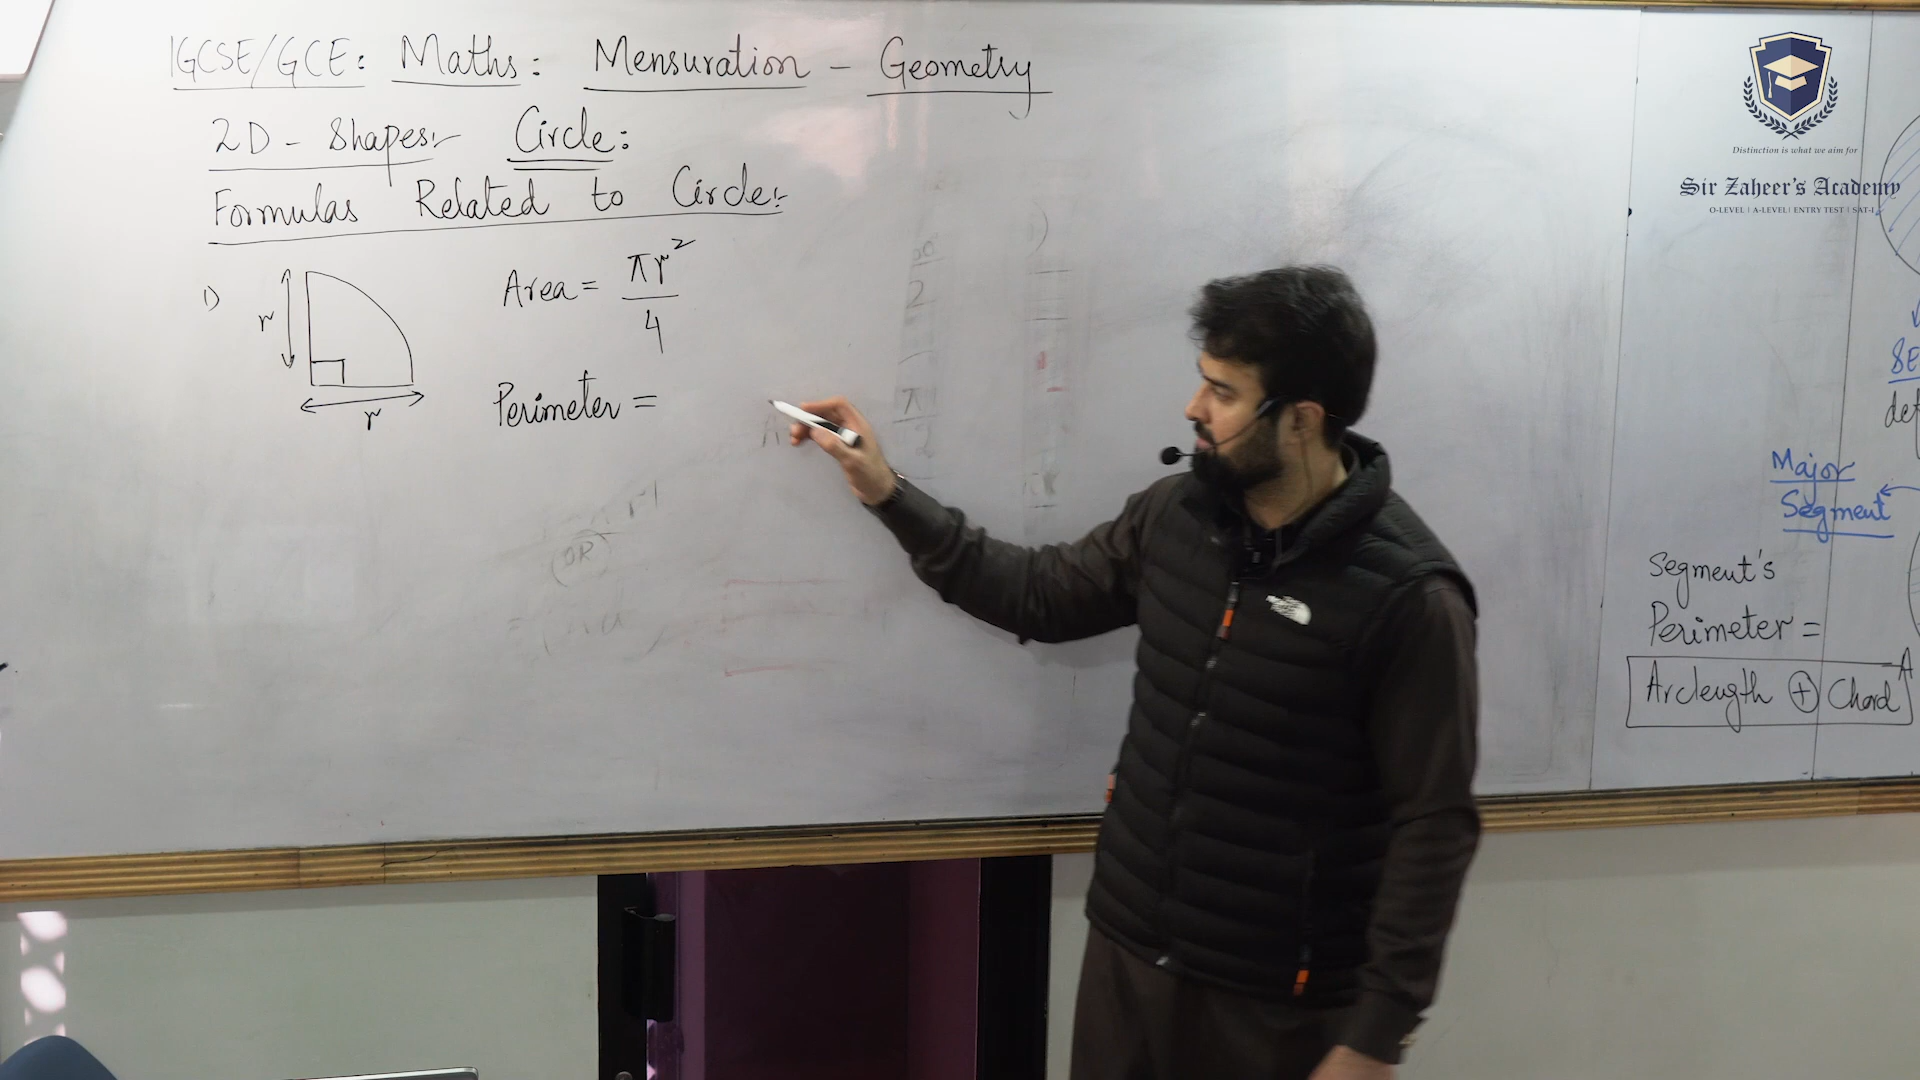 IGCSE/GCE: Maths: Mensuration - Geometry
2D - Shapes:- Circle:
Formulas Related to Circle:-
1)
r
r
Area = πr²/4
Perimeter =
OR
Distinction is what we aim for
Sir Zaheer's Academy
O-LEVEL | A-LEVEL | ENTRY TEST | SAT-I
Major
Segment
Segment's
Perimeter =
Arclength + Chord
A